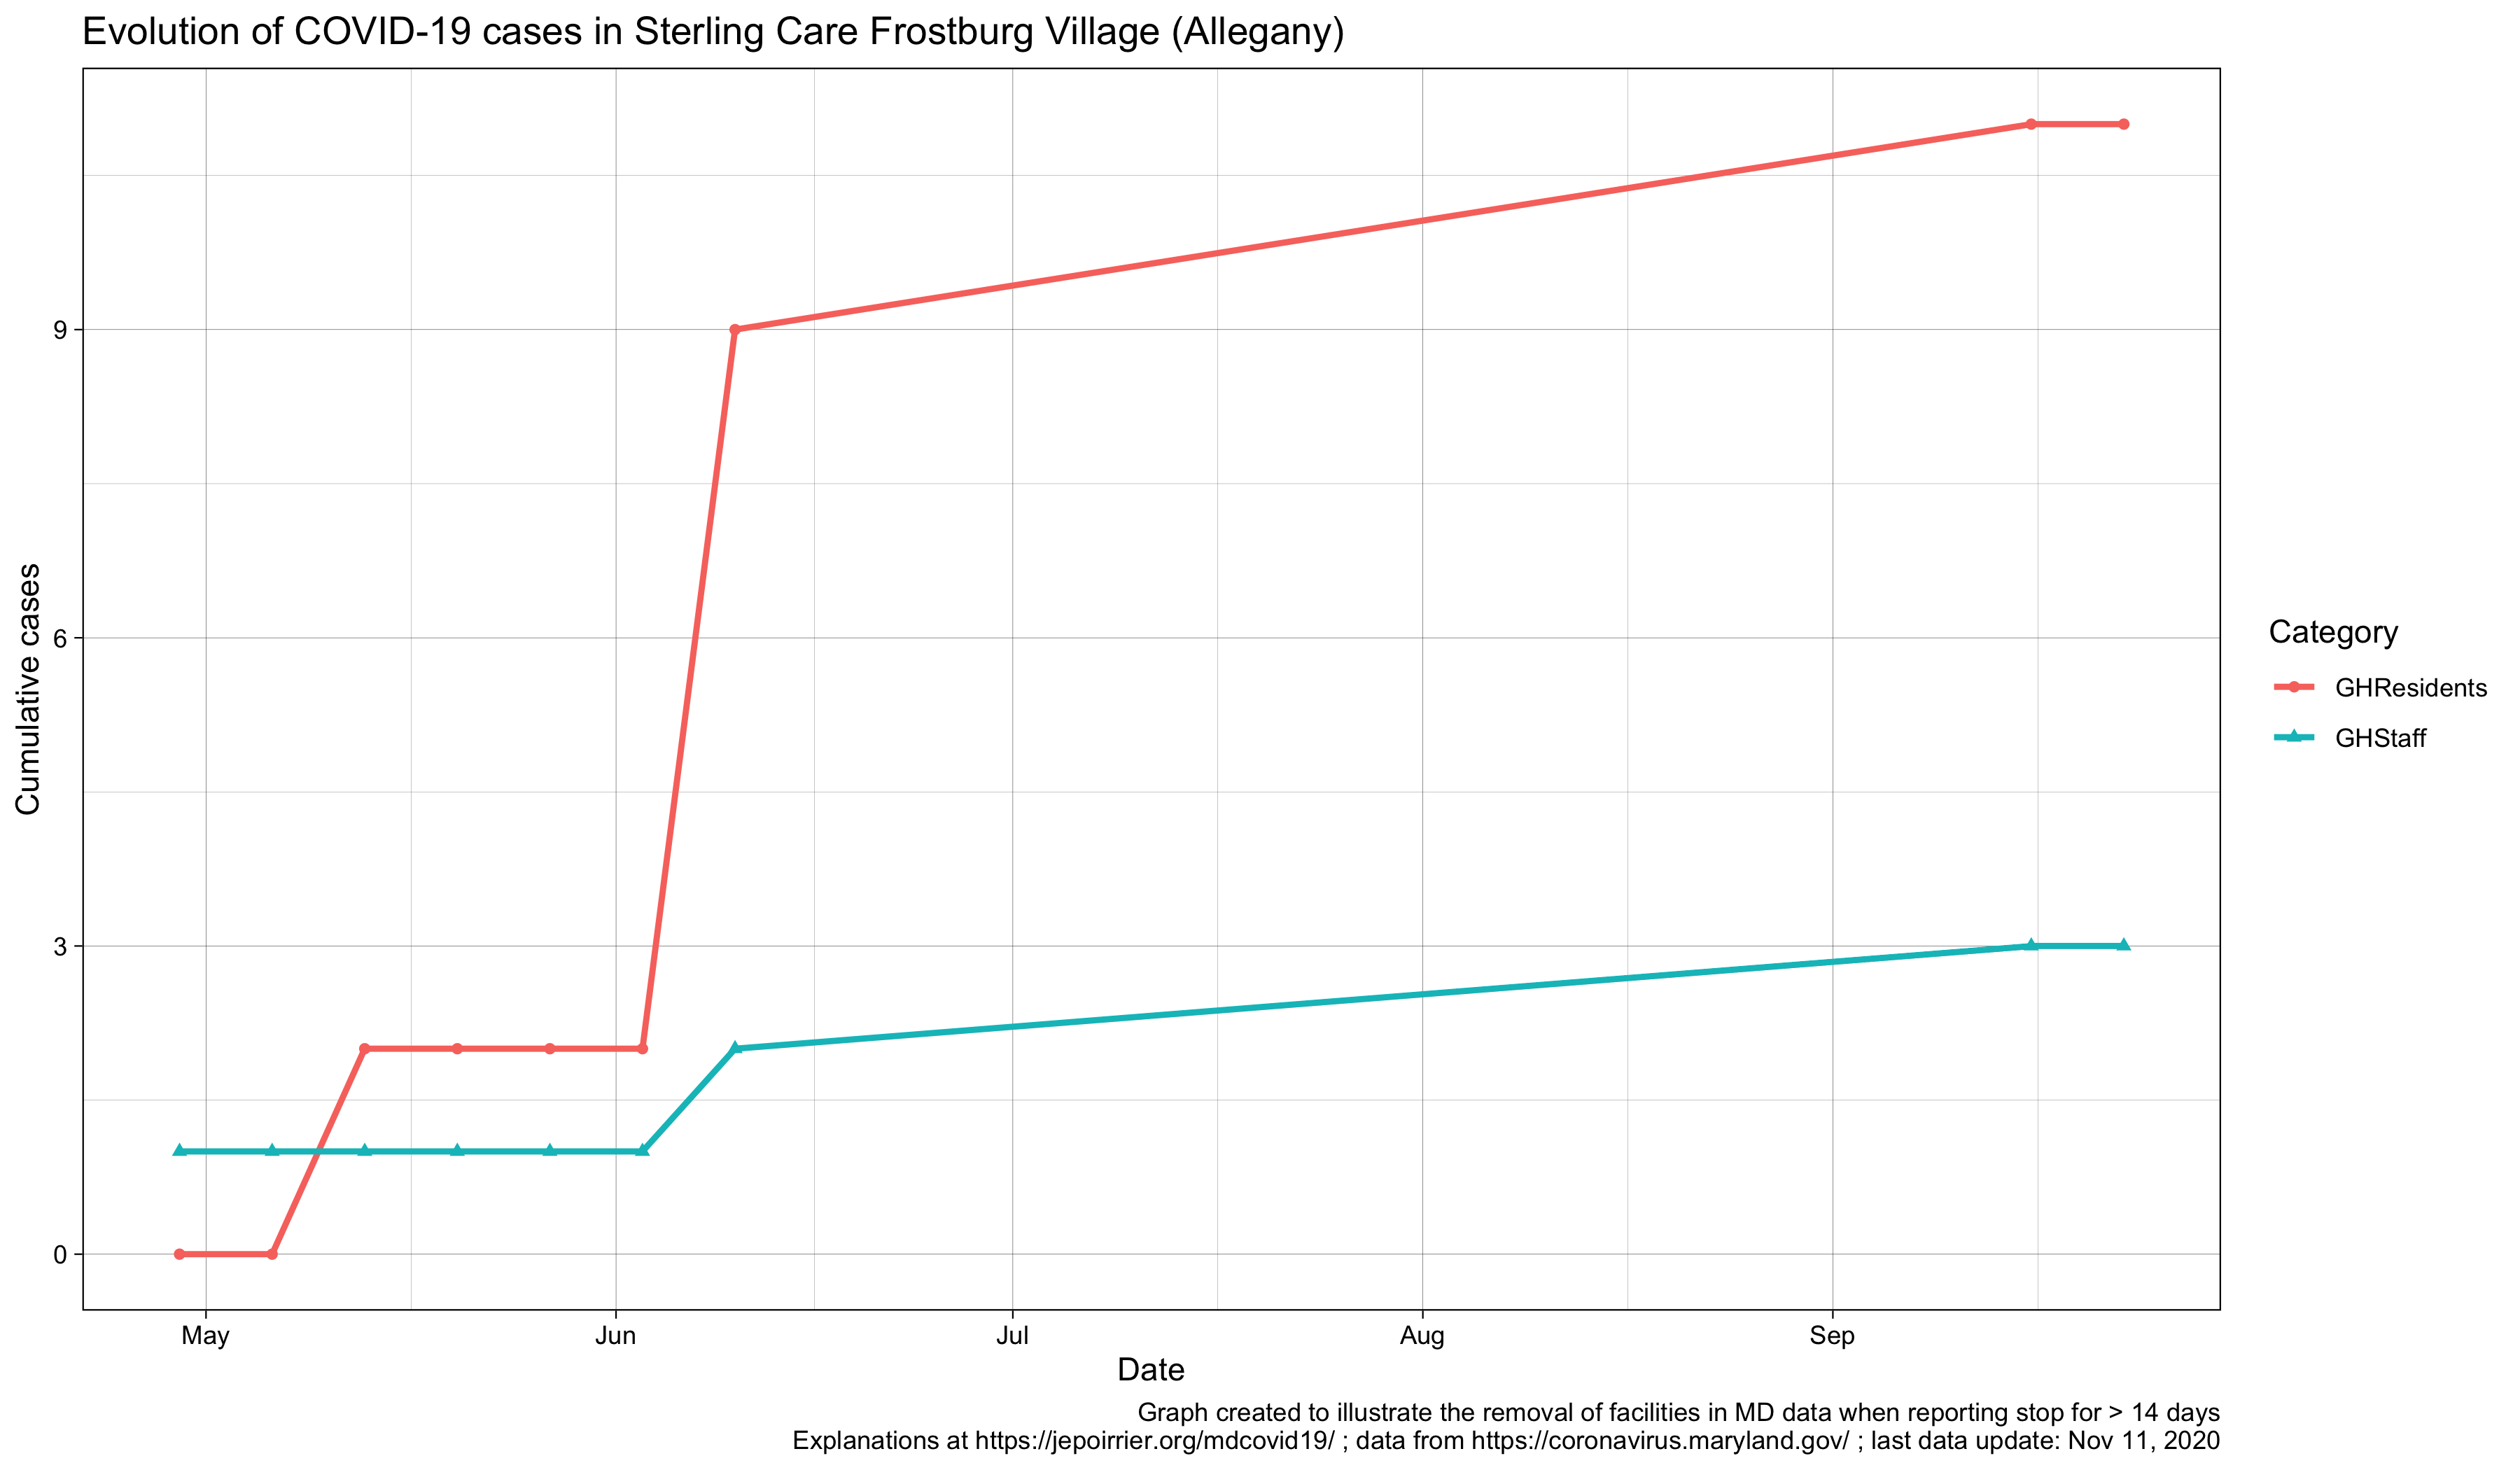 Evolution of COVID-19 cases in Sterling Care Frostburg Village (Allegany)
Cumulative cases
9
6
3
0
May Jun Jul Aug Sep
Date
Category
GHResidents
GHStaff
Graph created to illustrate the removal of facilities in MD data when reporting stop for > 14 days
Explanations at https://jepoirrier.org/mdcovid19/ ; data from https://coronavirus.maryland.gov/ ; last data update: Nov 11, 2020